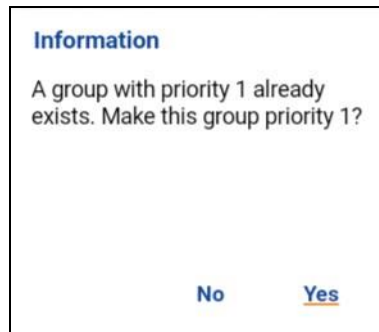 Information
A group with priority 1 already
exists. Make this group priority 1?
No Yes